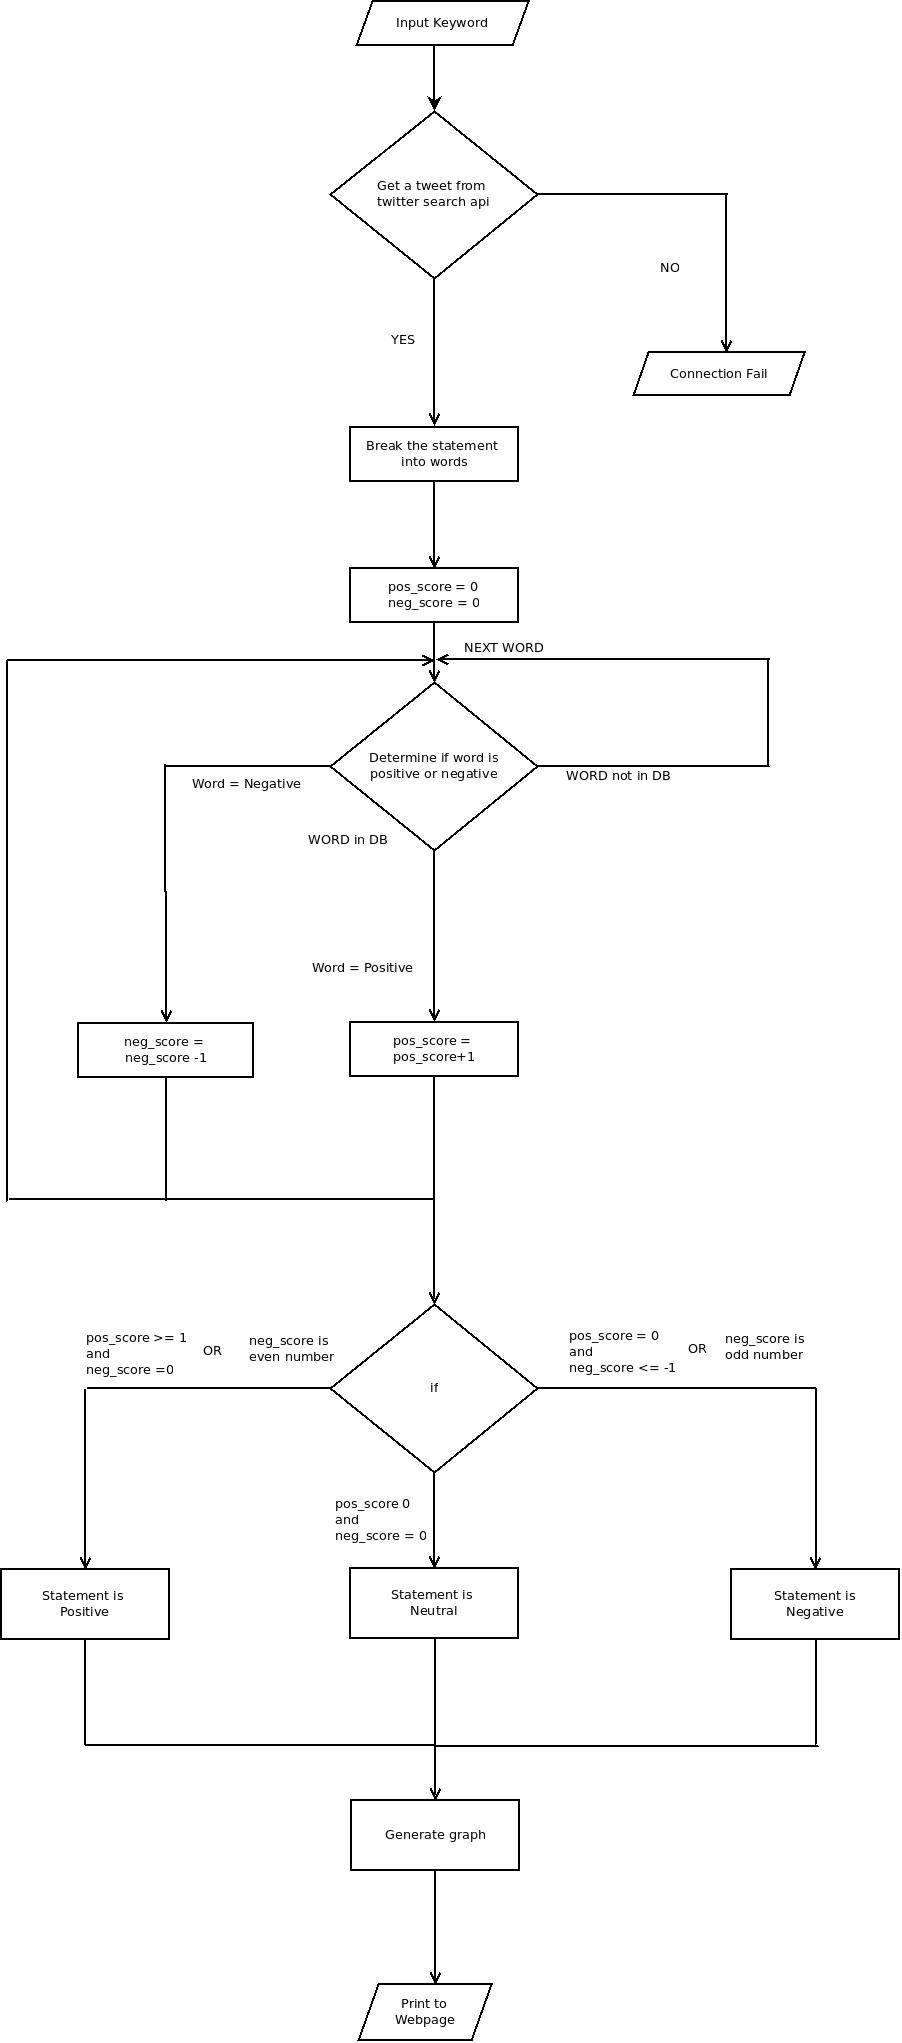 Input Keyword
Get a tweet from
twitter search api
NO
YES
Connection Fail
Break the statement
into words
pos_score = 0
neg_score = 0
NEXT WORD
Determine if word is
positive or negative
WORD not in DB
Word = Negative
WORD in DB
Word = Positive
neg_score =
neg_score -1
pos_score =
pos_score+1
pos_score >= 1
and
neg_score =0
OR
neg_score is
even number
pos_score = 0
and
neg_score <= -1
OR
neg_score is
odd number
if
pos_score 0
and
neg_score = 0
Statement is
Positive
Statement is
Neutral
Statement is
Negative
Generate graph
Print to
Webpage